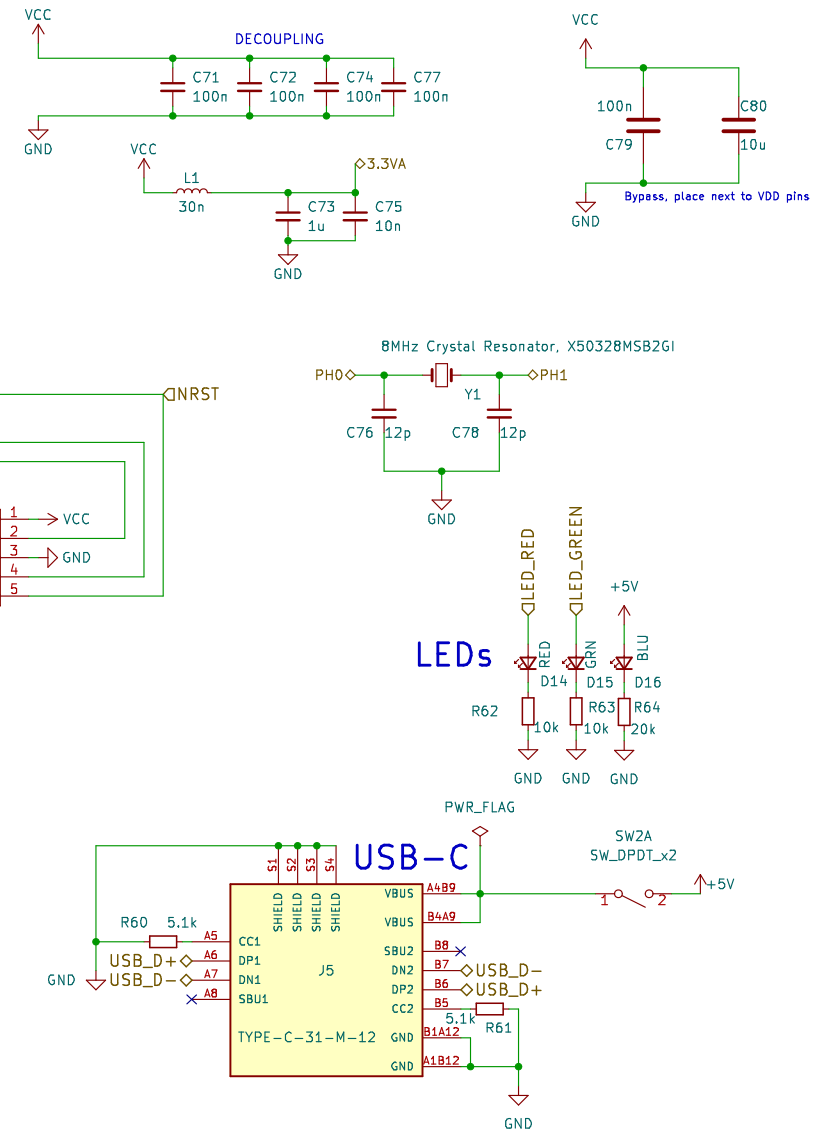 VCC
DECOUPLING
C71
100n
C72
100n
C74
100n
C77
100n
GND
VCC
100n
C79
C80
10u
Bypass, place next to VDD pins
GND
VCC
L1
30n
3.3VA
C73
1u
C75
10n
GND
8MHz Crystal Resonator, X50328MSB2GI
PH0
PH1
Y1
C76
12p
C78
12p
GND
NRST
1
VCC
2
3
GND
4
5
LED_RED
LED_GREEN
+5V
LEDs
RED
D14
GRN
D15
BLU
D16
R62
10k
R63
10k
R64
20k
GND
GND
GND
PWR_FLAG
USB-C
SW2A
SW_DPDT_x2
1
2
+5V
S1
S2
S3
S4
SHIELD
SHIELD
SHIELD
SHIELD
R60
5.1k
GND
A5
CC1
USB_D+
A6
DP1
USB_D-
A7
DN1
A8
SBU1
J5
TYPE-C-31-M-12
VBUS
A4B9
VBUS
B4A9
SBU2
B8
DN2
B7
USB_D-
DP2
B6
USB_D+
CC2
B5
5.1k
R61
GND
B1A12
GND
A1B12
GND